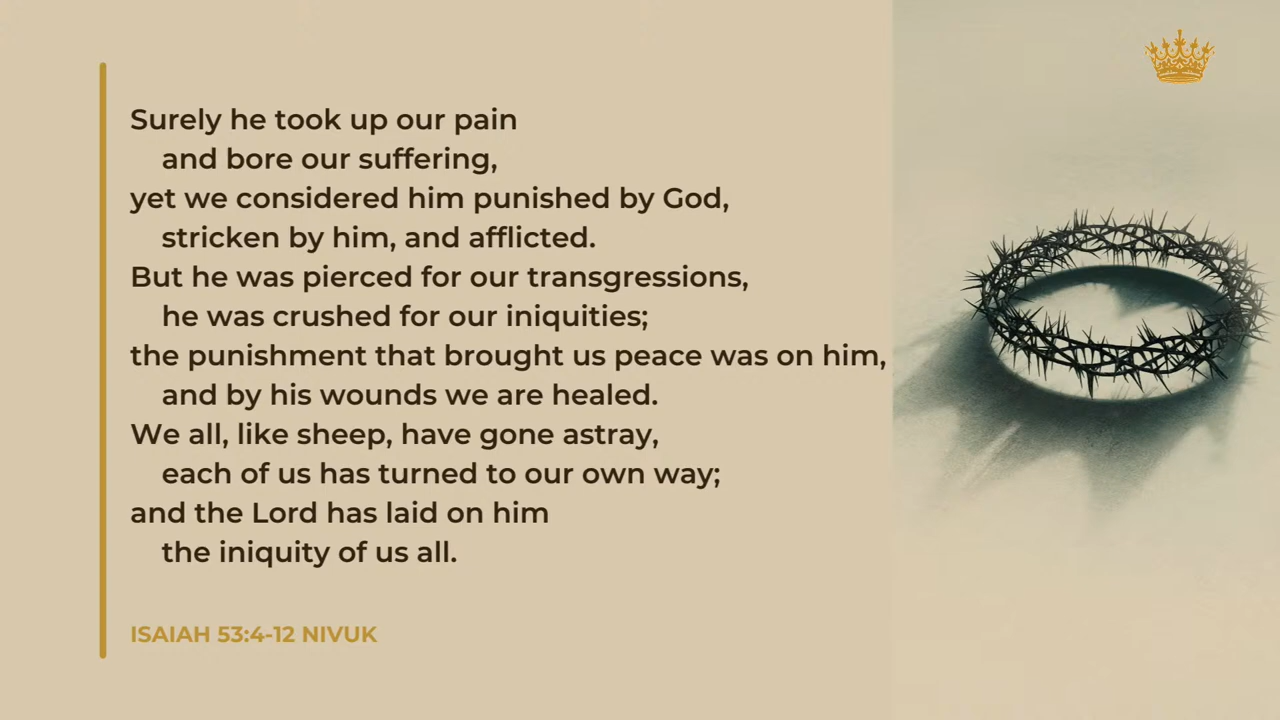 Surely he took up our pain
and bore our suffering,
yet we considered him punished by God,
stricken by him, and afflicted.
But he was pierced for our transgressions,
he was crushed for our iniquities;
the punishment that brought us peace was on him,
and by his wounds we are healed.
We all, like sheep, have gone astray,
each of us has turned to our own way;
and the Lord has laid on him
the iniquity of us all.
ISAIAH 53:4-12 NIVUK